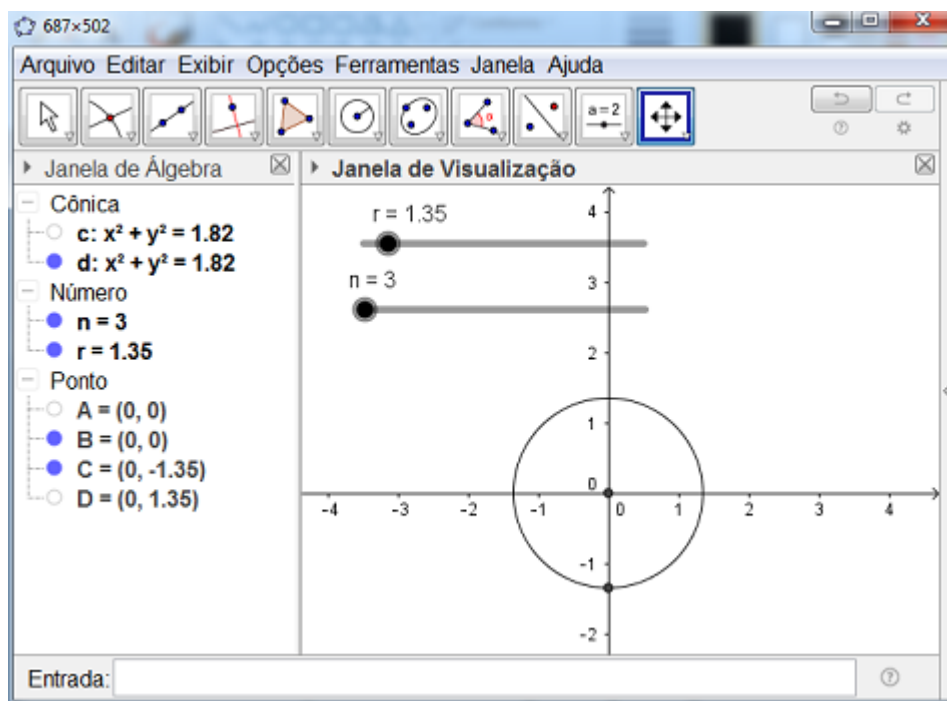 687×502
Arquivo Editar Exibir Opções Ferramentas Janela Ajuda
a=2
Janela de Álgebra
Janela de Visualização
Cônica
c: x² + y² = 1.82
d: x² + y² = 1.82
Número
n = 3
r = 1.35
Ponto
A = (0, 0)
B = (0, 0)
C = (0, -1.35)
D = (0, 1.35)
r = 1.35
n = 3
4
3
2
1
0
-4 -3 -2 -1 0 1 2 3 4
-1
-2
Entrada: